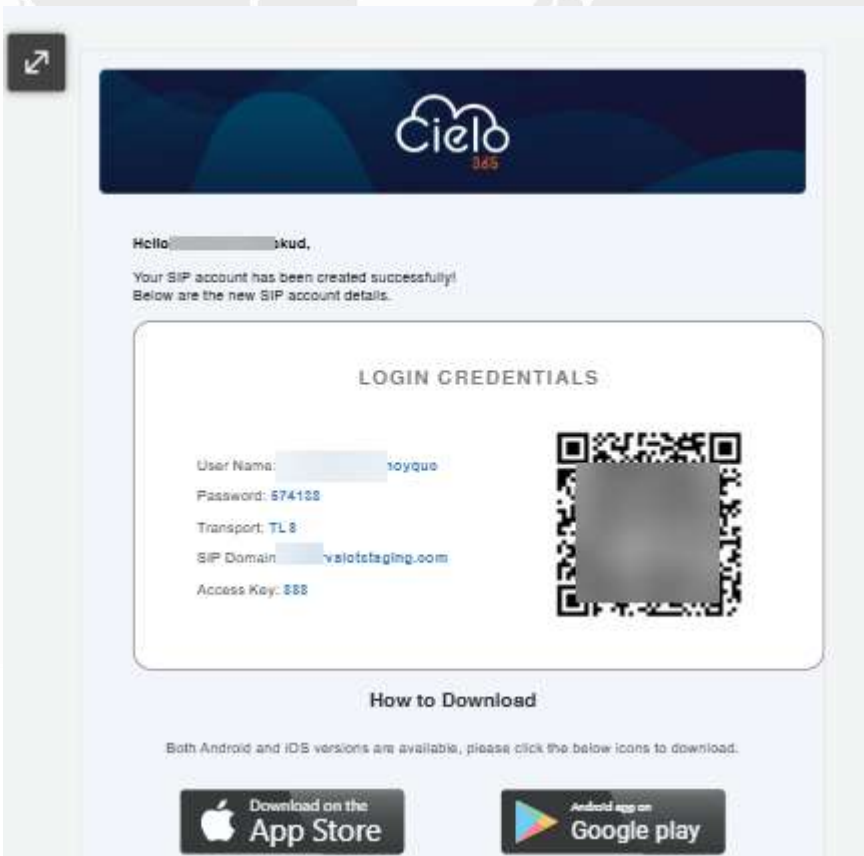 Cielo
365
Hello kud,
Your SIP account has been created successfully!
Below are the new SIP account details.
LOGIN CREDENTIALS
User Name: noyquo
Password:
Transport: TLS
SIP Domain valotstaging.com
Access Key: 888
How to Download
Both Android and iOS versions are available, please click the below icons to download.
Download on the
App Store
Android app on
Google play